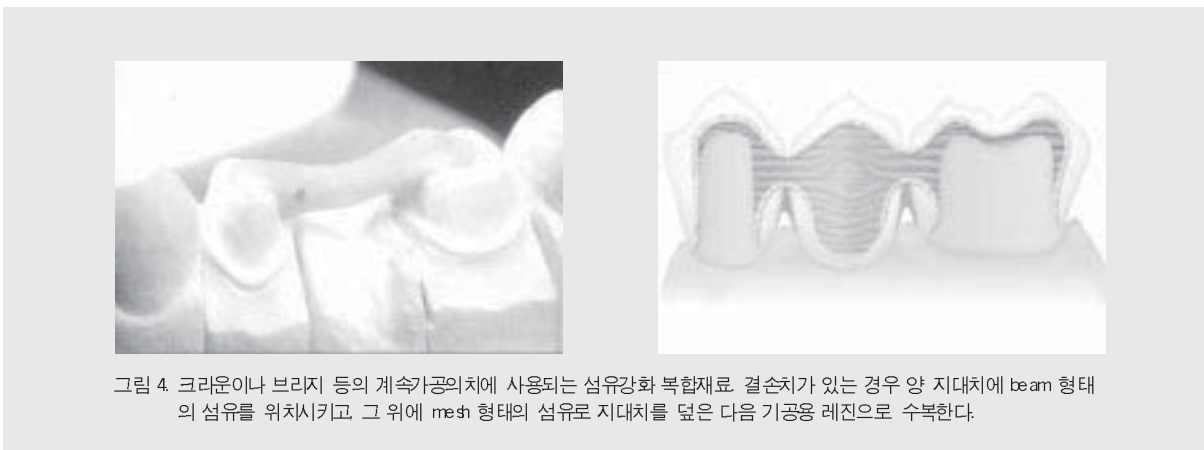 그림 4. 크라운이나 브리지 등의 계속가공의치에 사용되는 섬유강화 복합재료. 결손치가 있는 경우 양 지대치에 beam 형태
의 섬유를 위치시키고, 그 위에 mesh 형태의 섬유로 지대치를 덮은 다음 기공용 레진으로 수복한다.